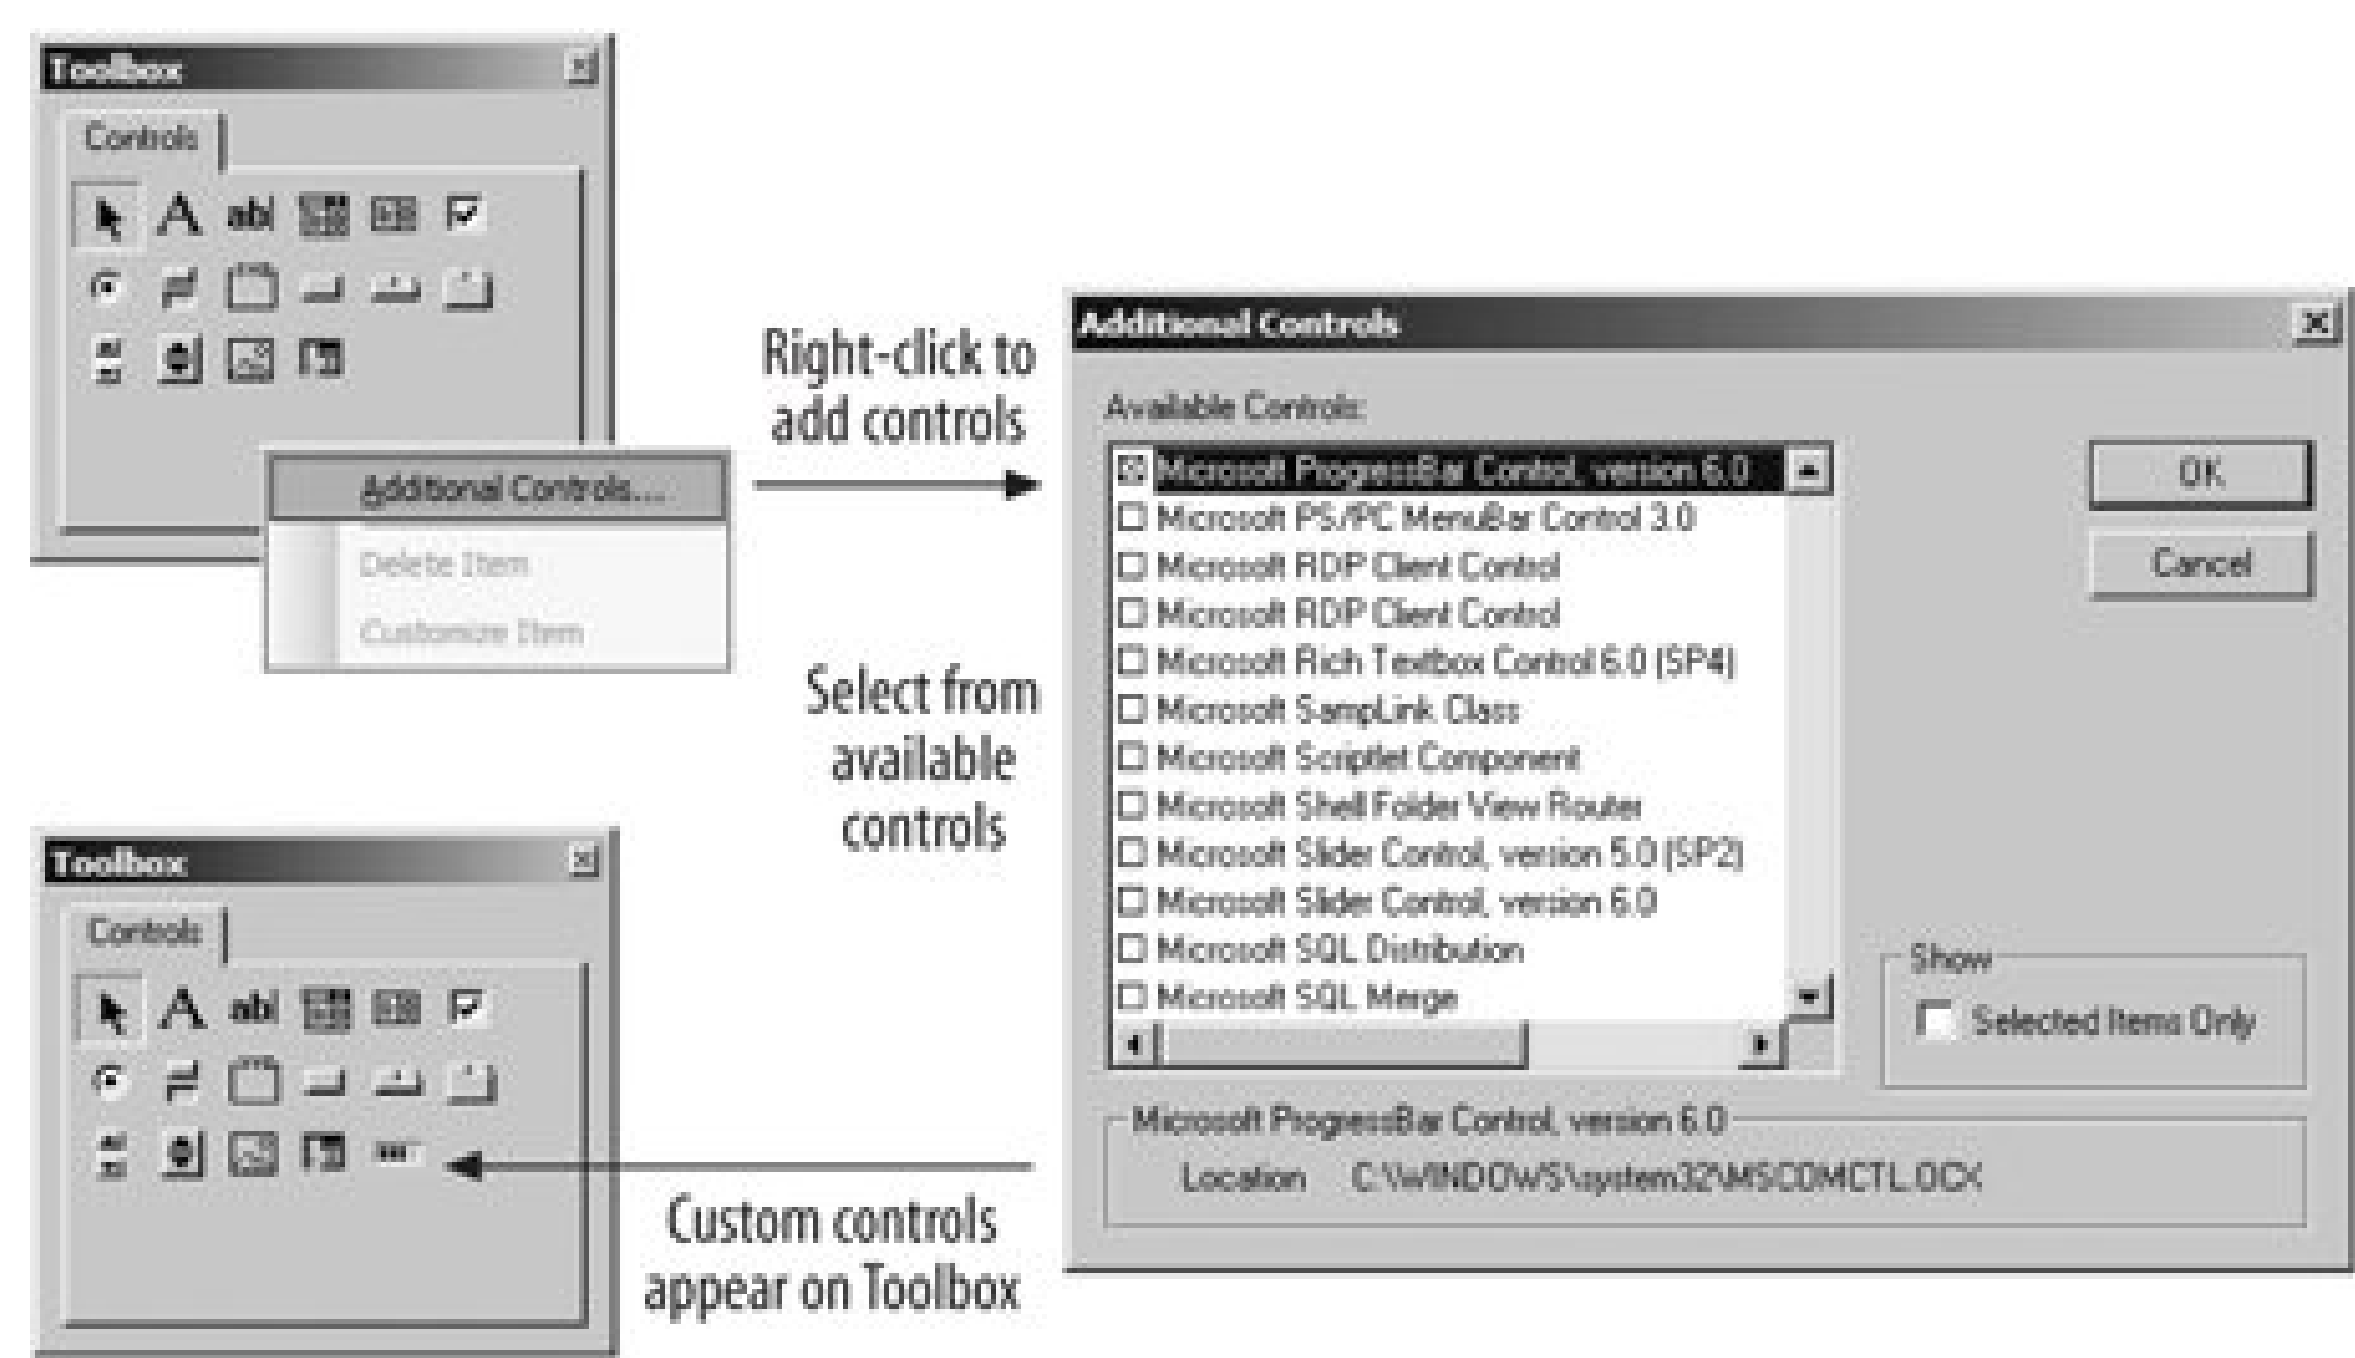 Toolbox
Controls
A ab
Additional Controls...
Delete Item
Customize Item
Right-click to
add controls
Select from
available
controls
Additional Controls
Available Controls:
Microsoft ProgressBar Control, version 6.0
Microsoft PS/PC MenuBar Control 3.0
Microsoft RDP Client Control
Microsoft RDP Client Control
Microsoft Rich Textbox Control 6.0 (SP4)
Microsoft SampLink Class
Microsoft Scriptlet Component
Microsoft Shell Folder View Router
Microsoft Slider Control, version 5.0 (SP2)
Microsoft Slider Control, version 6.0
Microsoft SQL Distribution
Microsoft SQL Merge
OK
Cancel
Show
Selected Items Only
Microsoft ProgressBar Control, version 6.0
Location C:\WINDOWS\system32\MSCOMCTL.OCX
Toolbox
Controls
A ab
Custom controls
appear on Toolbox